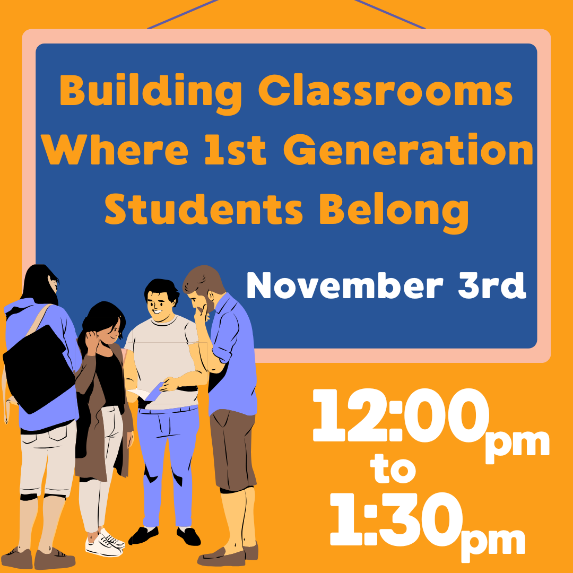 Building Classrooms
Where 1st Generation
Students Belong
November 3rd
12:00pm
to
1:30pm